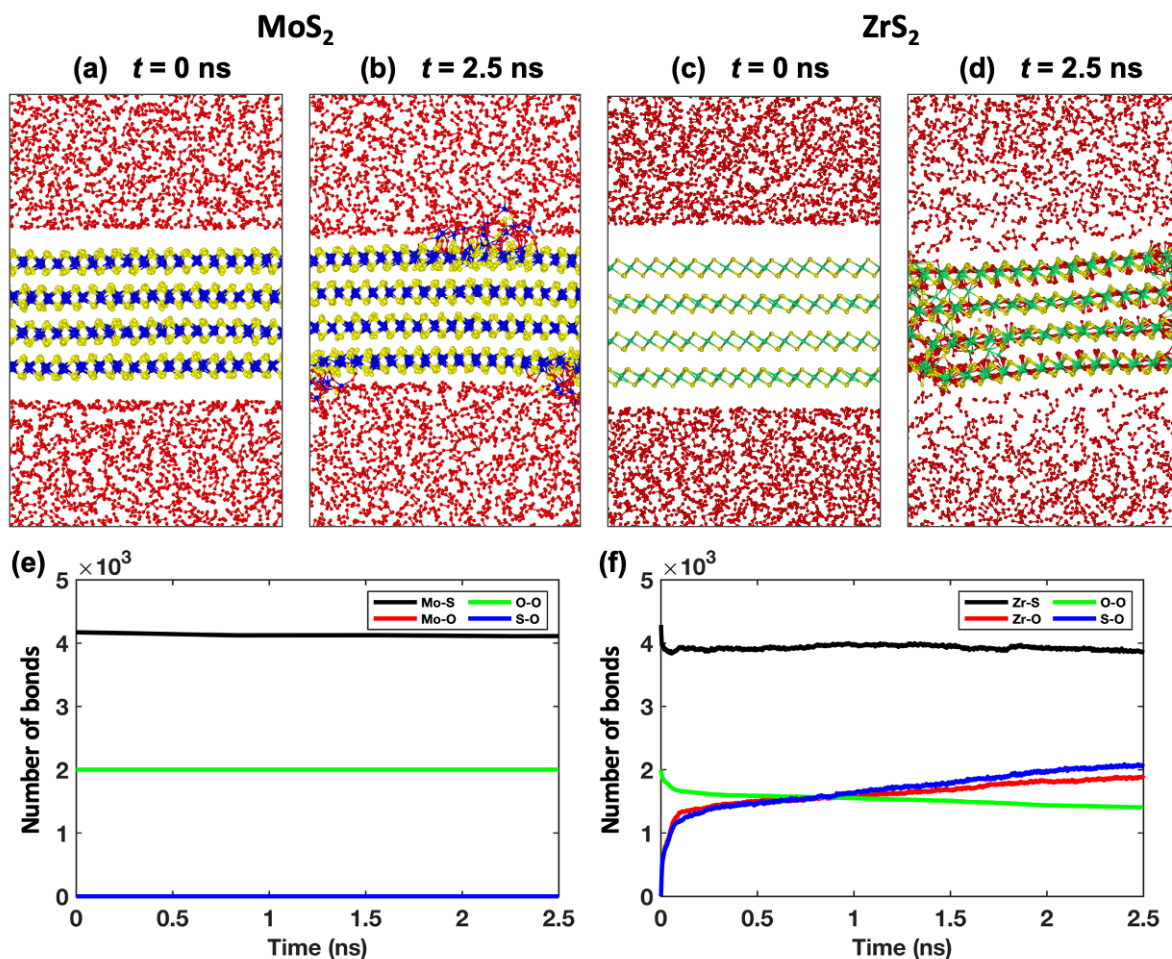 MoS₂ ZrS₂
(a) t = 0 ns (b) t = 2.5 ns (c) t = 0 ns (d) t = 2.5 ns
(e) (f)
×10³ ×10³
5
4
3
2
1
0
Number of bonds
Mo-S O-O
Mo-O S-O
0 0.5 1 1.5 2 2.5
Time (ns)
5
4
3
2
1
0
Number of bonds
Zr-S O-O
Zr-O S-O
0 0.5 1 1.5 2 2.5
Time (ns)